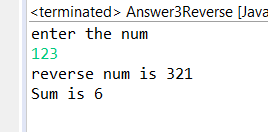 <terminated> Answer3Reverse [Java
enter the num
123
reverse num is 321
Sum is 6